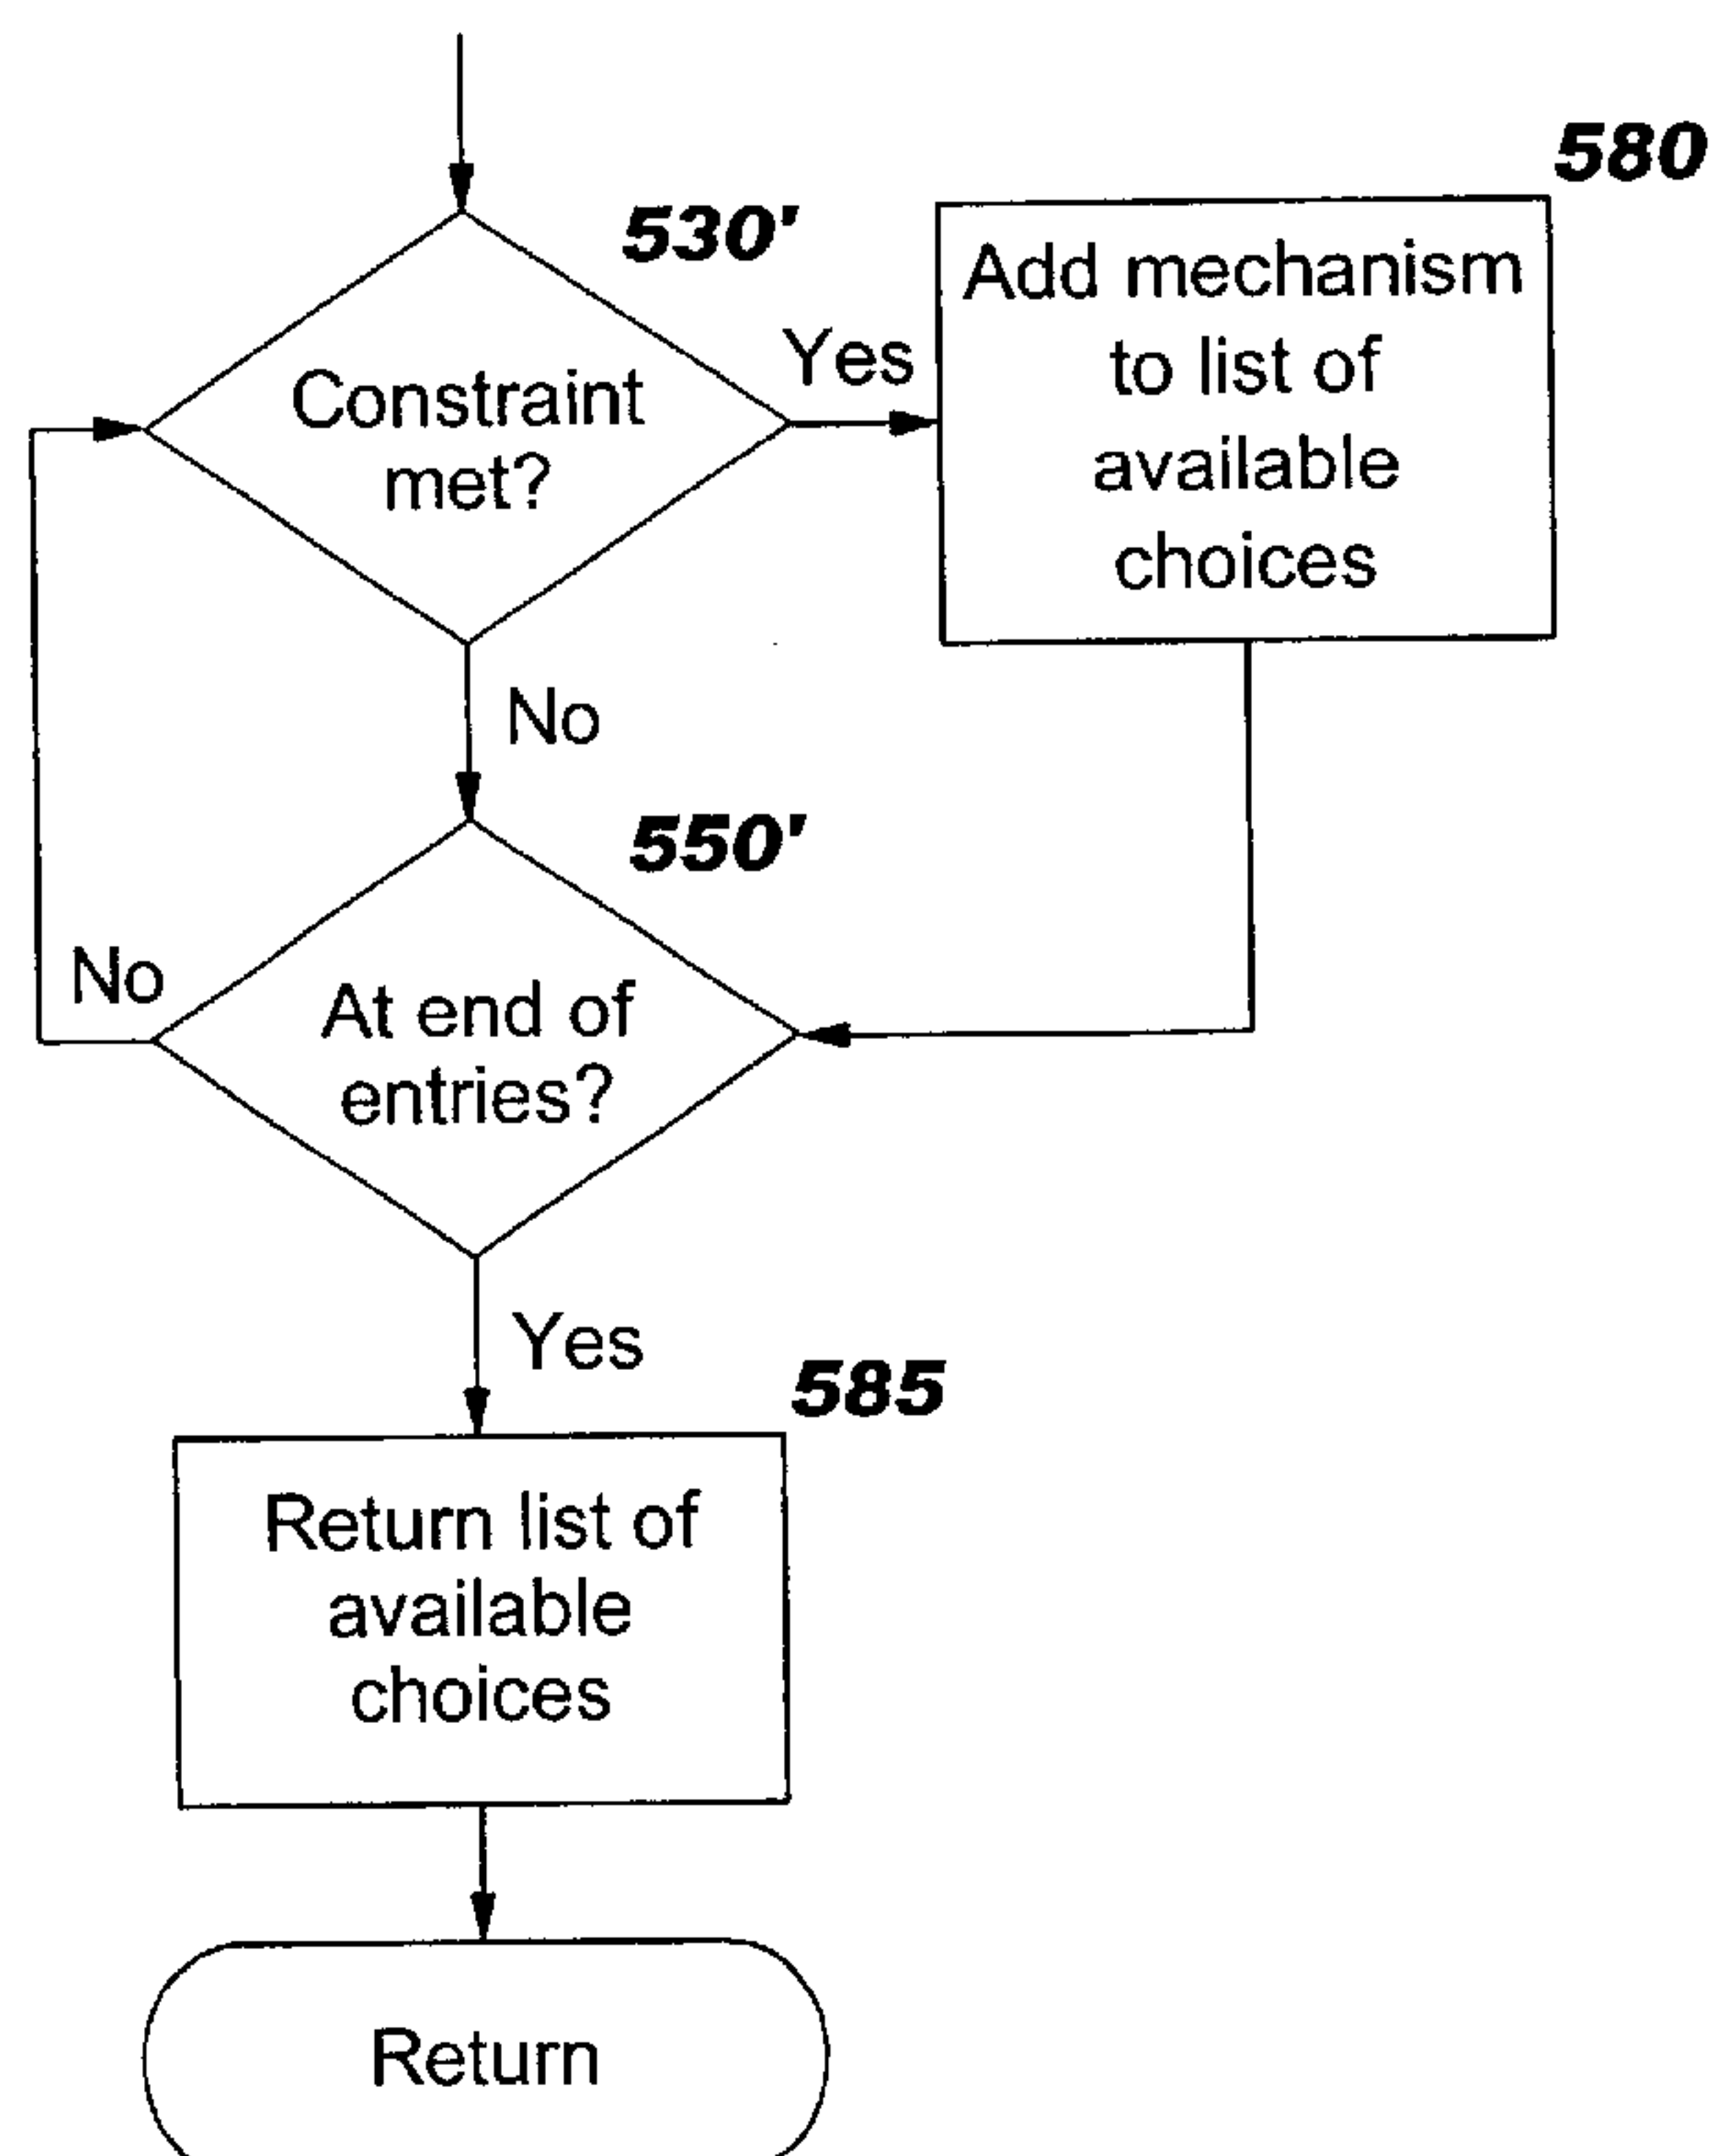 580
530'
Add mechanism
to list of
available
choices
Yes
Constraint
met?
No
550'
No
At end of
entries?
Yes
585
Return list of
available
choices
Return